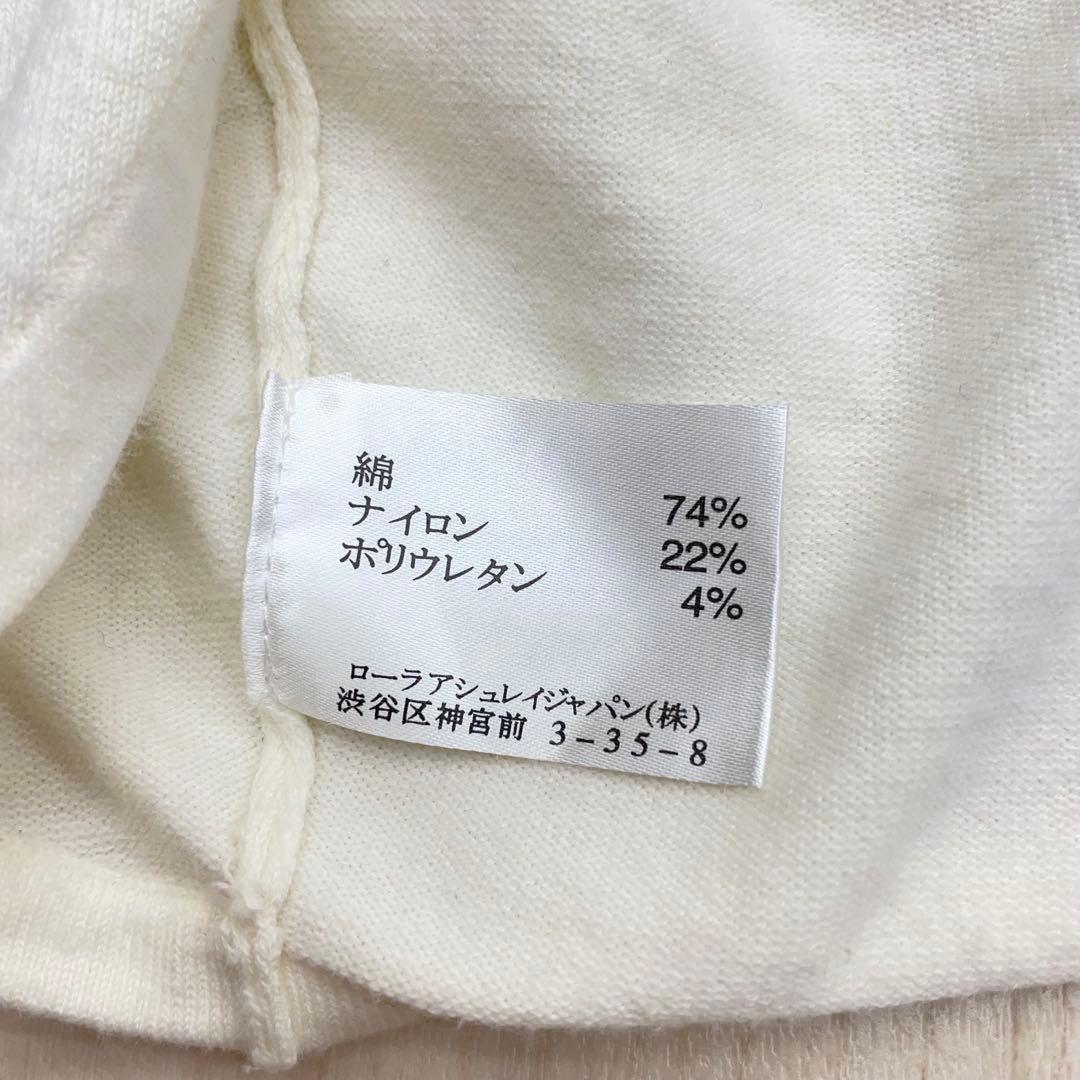 綿 74%
ナイロン 22%
ポリウレタン 4%
ローラアシュレイジャパン(株)
渋谷区神宮前 3-35-8